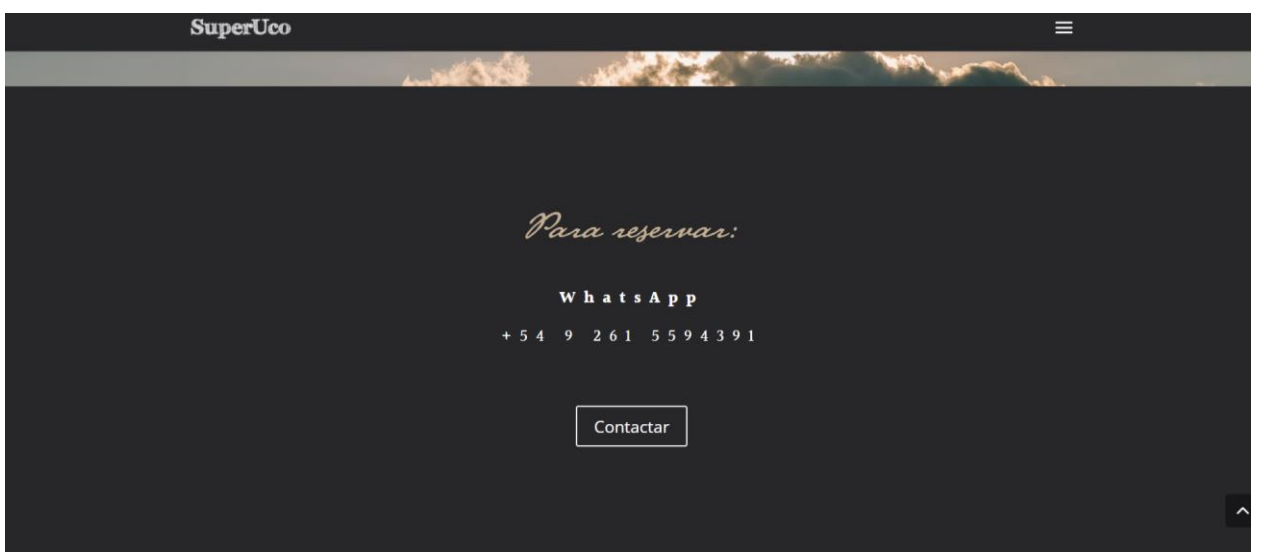 SuperUco
Para reservar:
WhatsApp
+54 9 261 5594391
Contactar